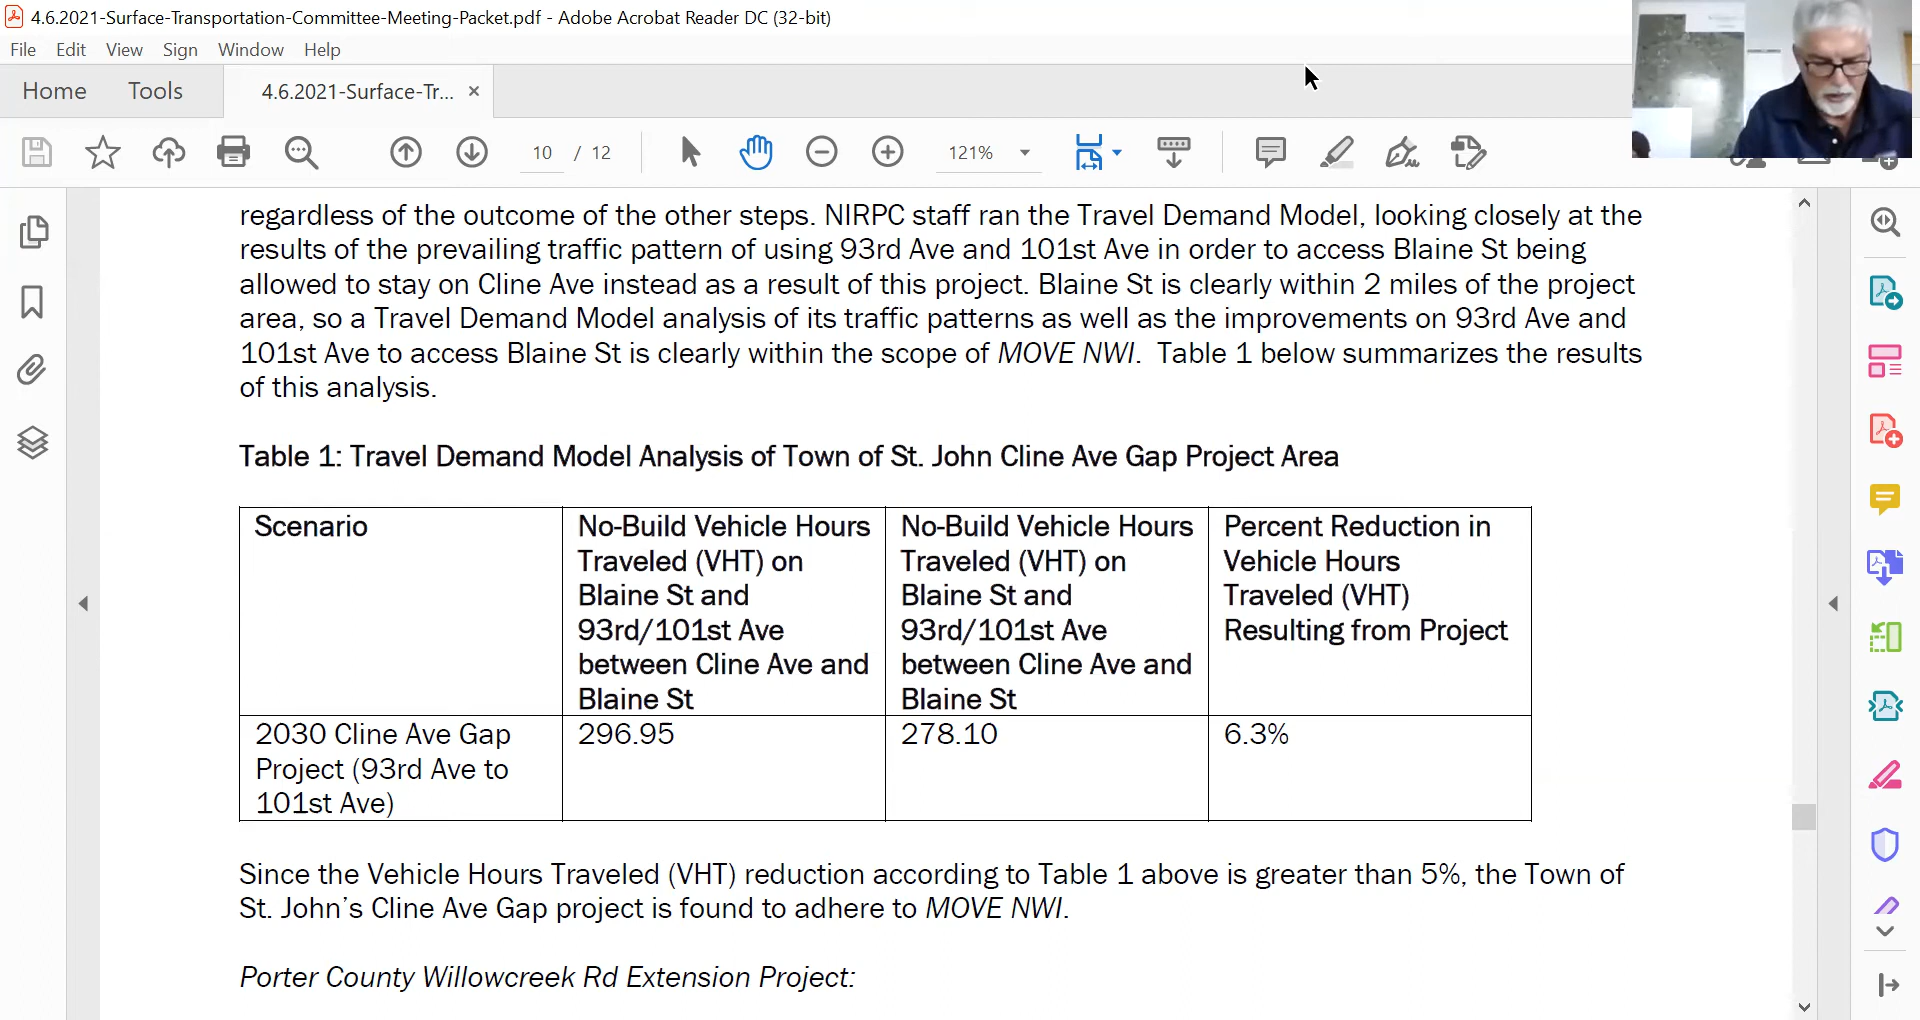 4.6.2021-Surface-Transportation-Committee-Meeting-Packet.pdf - Adobe Acrobat Reader DC (32-bit)
File Edit View Sign Window Help
Home Tools 4.6.2021-Surface-Tr... ×
10 / 12 121%
regardless of the outcome of the other steps. NIRPC staff ran the Travel Demand Model, looking closely at the
results of the prevailing traffic pattern of using 93rd Ave and 101st Ave in order to access Blaine St being
allowed to stay on Cline Ave instead as a result of this project. Blaine St is clearly within 2 miles of the project
area, so a Travel Demand Model analysis of its traffic patterns as well as the improvements on 93rd Ave and
101st Ave to access Blaine St is clearly within the scope of MOVE NWI. Table 1 below summarizes the results
of this analysis.
Table 1: Travel Demand Model Analysis of Town of St. John Cline Ave Gap Project Area
Scenario
No-Build Vehicle Hours
Traveled (VHT) on
Blaine St and
93rd/101st Ave
between Cline Ave and
Blaine St
No-Build Vehicle Hours
Traveled (VHT) on
Blaine St and
93rd/101st Ave
between Cline Ave and
Blaine St
Percent Reduction in
Vehicle Hours
Traveled (VHT)
Resulting from Project
2030 Cline Ave Gap
Project (93rd Ave to
101st Ave)
296.95
278.10
6.3%
Since the Vehicle Hours Traveled (VHT) reduction according to Table 1 above is greater than 5%, the Town of
St. John's Cline Ave Gap project is found to adhere to MOVE NWI.
Porter County Willowcreek Rd Extension Project: